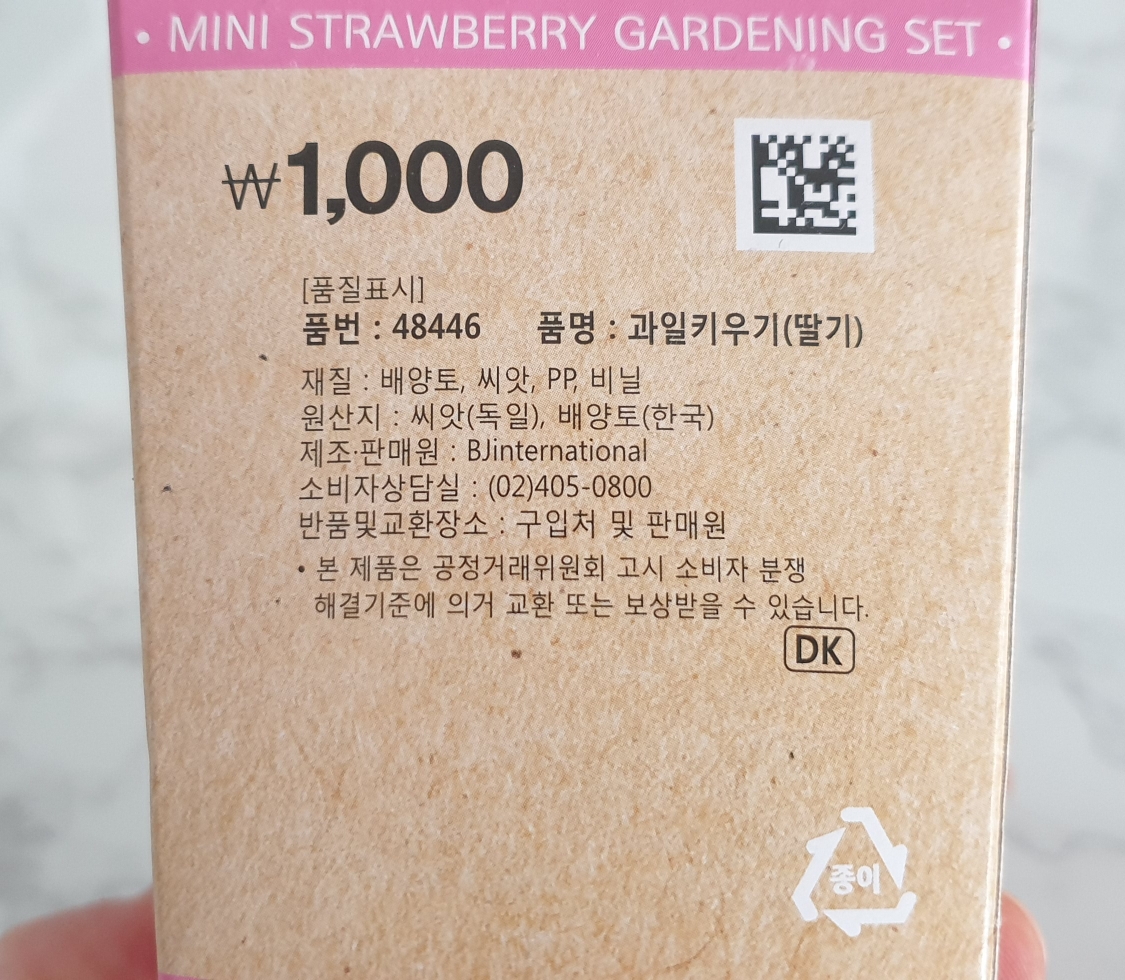 • MINI STRAWBERRY GARDENING SET •
₩1,000
[품질표시]
품번 : 48446 품명 : 과일키우기(딸기)
재질 : 배양토, 씨앗, PP, 비닐
원산지 : 씨앗(독일), 배양토(한국)
제조·판매원 : BJinternational
소비자상담실 : (02)405-0800
반품및교환장소 : 구입처 및 판매원
• 본 제품은 공정거래위원회 고시 소비자 분쟁
해결기준에 의거 교환 또는 보상받을 수 있습니다.
DK
종이